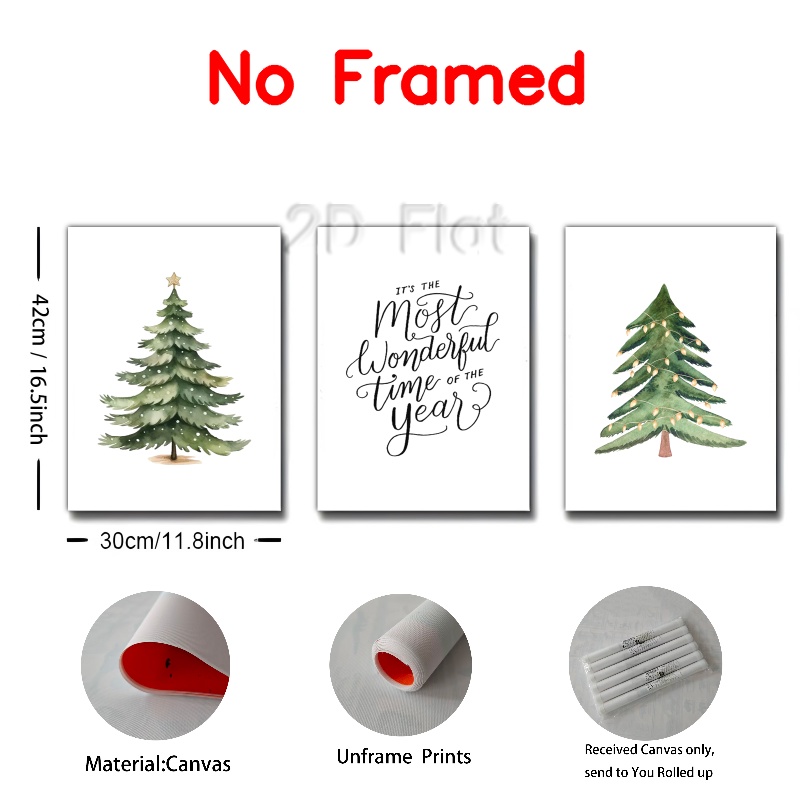 No Framed
2D Flat
42cm / 16.5inch
IT'S THE
Most
Wonderful
time OF THE
year
30cm/11.8inch
Material:Canvas
Unframe Prints
Received Canvas only,
send to You Rolled up